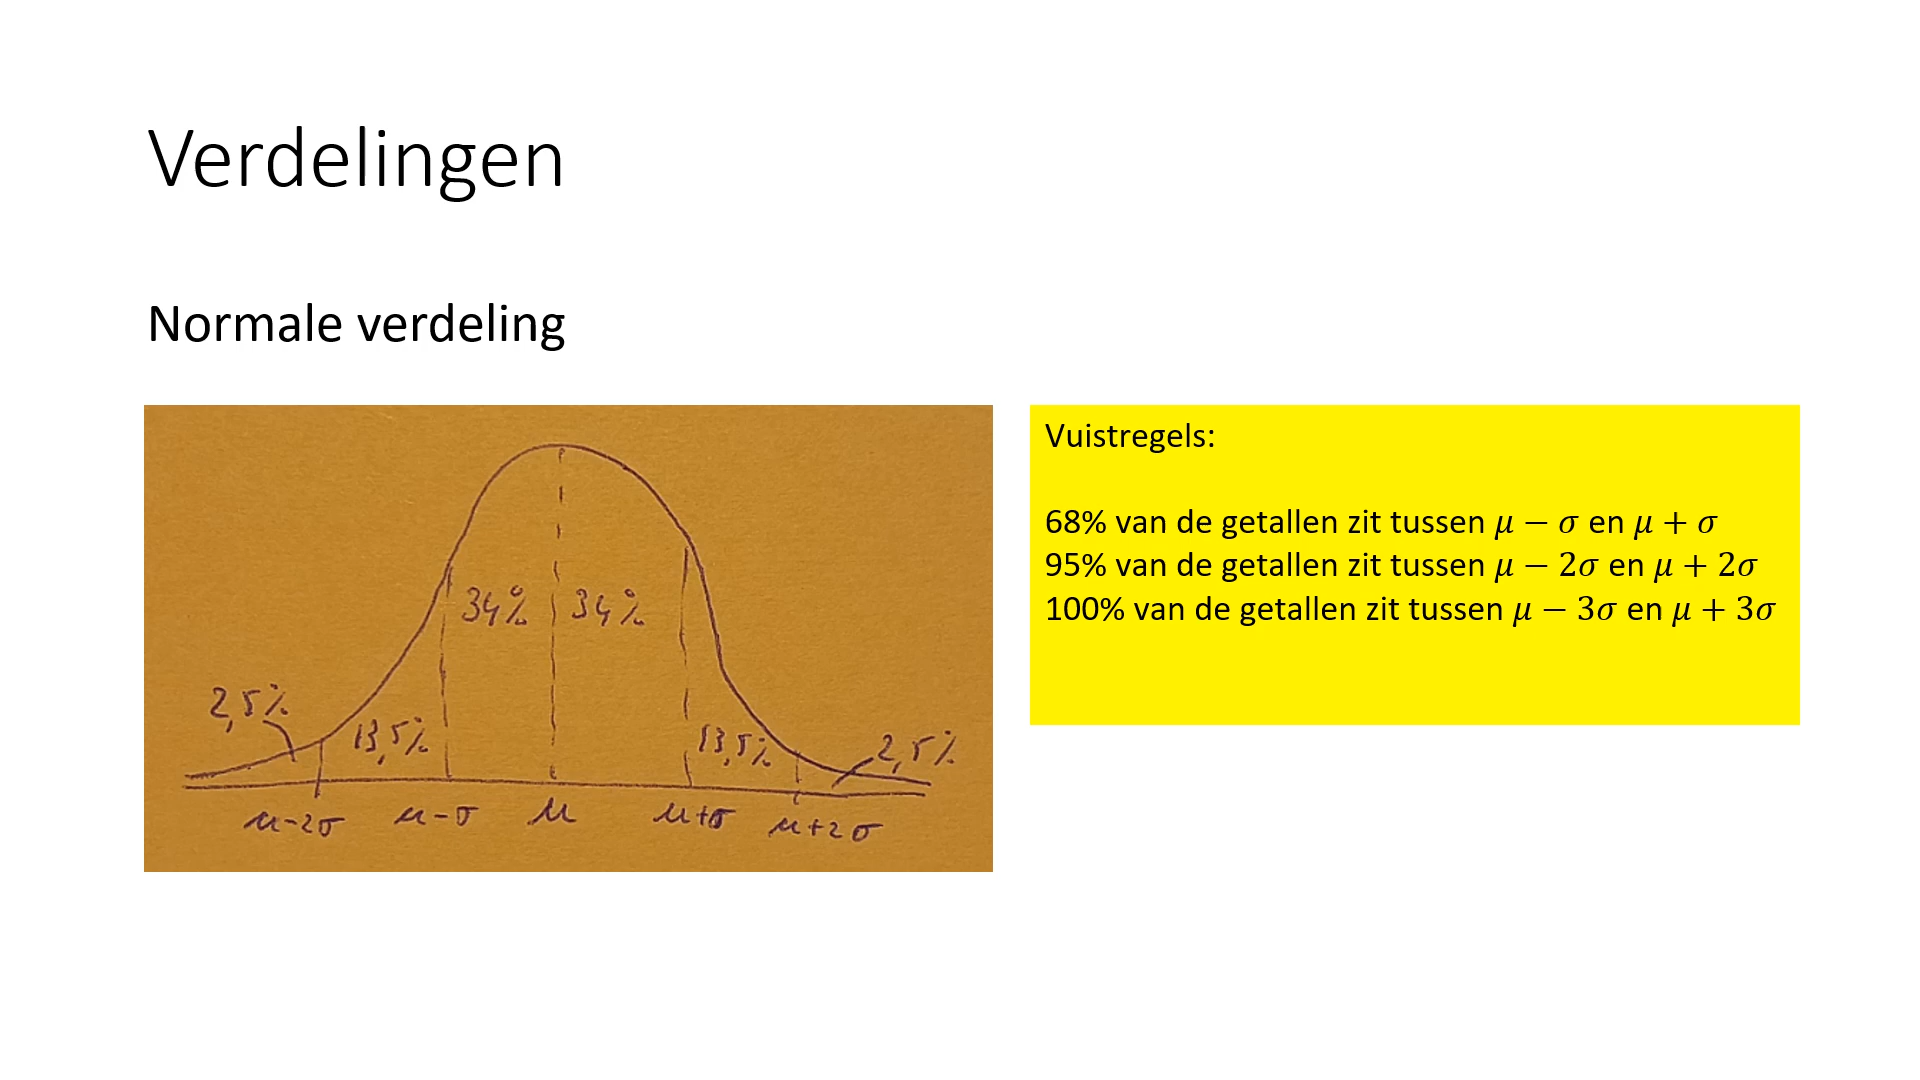 Verdelingen
Normale verdeling
34% 34%
2,5% 13,5% 13,5% 2,5%
μ-2σ μ-σ μ μ+σ μ+2σ
Vuistregels:
68% van de getallen zit tussen 𝜇 − 𝜎 en 𝜇 + 𝜎
95% van de getallen zit tussen 𝜇 − 2𝜎 en 𝜇 + 2𝜎
100% van de getallen zit tussen 𝜇 − 3𝜎 en 𝜇 + 3𝜎